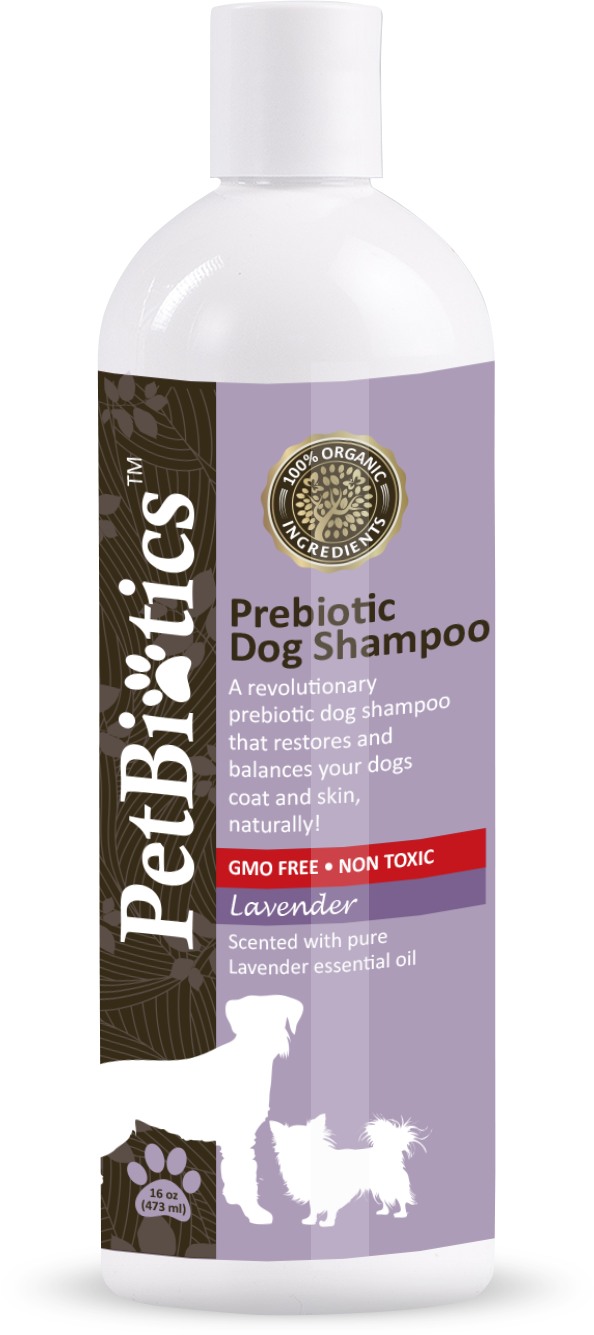 PetBiotics™
100% ORGANIC
INGREDIENTS
Prebiotic
Dog Shampoo
A revolutionary
prebiotic dog shampoo
that restores and
balances your dogs
coat and skin,
naturally!
GMO FREE • NON TOXIC
Lavender
Scented with pure
Lavender essential oil
16 oz
(473 ml)